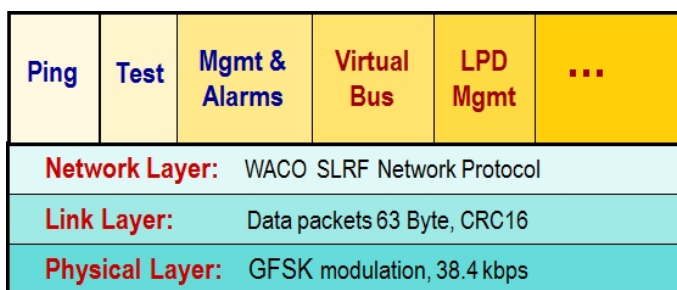 Ping
Test
Mgmt &
Alarms
Virtual
Bus
LPD
Mgmt
...
Network Layer: WACO SLRF Network Protocol
Link Layer: Data packets 63 Byte, CRC16
Physical Layer: GFSK modulation, 38.4 kbps